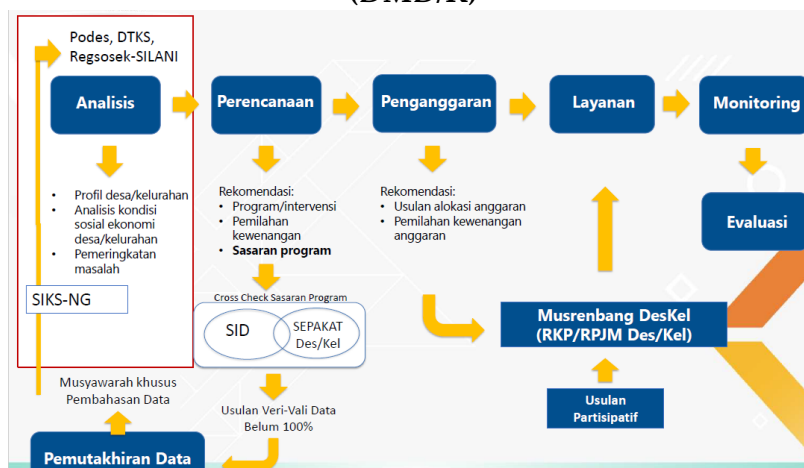 (DMD/K)
Podes, DTKS,
Regsosek-SILANI
Analisis
Perencanaan
Penganggaran
Layanan
Monitoring
• Profil desa/kelurahan
• Analisis kondisi
sosial ekonomi
desa/kelurahan
• Pemeringkatan
masalah
Rekomendasi:
• Program/intervensi
• Pemilahan
kewenangan
• Sasaran program
Rekomendasi:
• Usulan alokasi anggaran
• Pemilahan kewenangan
anggaran
Evaluasi
SIKS-NG
Cross Check Sasaran Program
SID
SEPAKAT
Des/Kel
Musrenbang DesKel
(RKP/RPJM Des/Kel)
Musyawarah khusus
Pembahasan Data
Usulan Veri-Vali Data
Belum 100%
Usulan
Partisipatif
Pemutakhiran Data